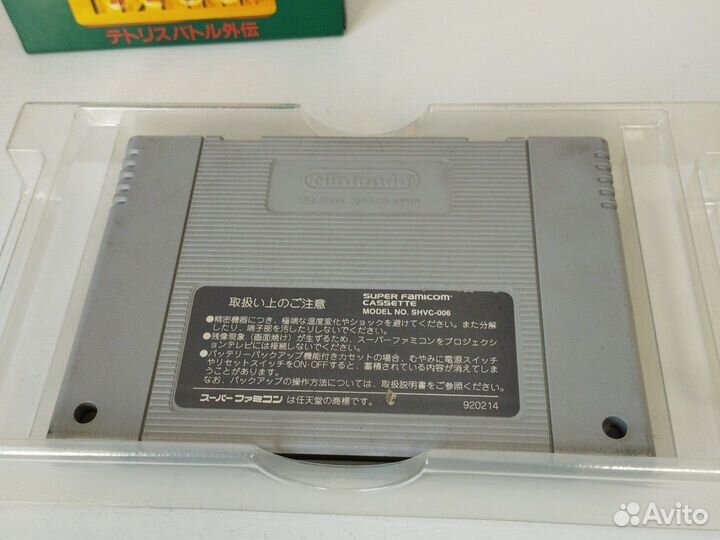 テトリスバトル外伝
Nintendo
MADE IN JAPAN
取扱い上のご注意
SUPER FAMICOM
CASSETTE
MODEL NO. SHVC-006
●精密機器につき、極端な温度変化やショックを避けてください。また分解
したり、端子部を汚したりしないでください。
●残像現象（画面焼け）が生ずるため、スーパーファミコンをプロジェクシ
ョンテレビには接続しないでください。
●バッテリーバックアップ機能付きカセットの場合、むやみに電源スイッチ
やリセットスイッチをON・OFFすると、蓄積されている内容が消えてしま
うことがあります。
なお、バックアップの操作方法については、取扱説明書をご参照ください。
スーパーファミコン は任天堂の商標です。
920214
Avito